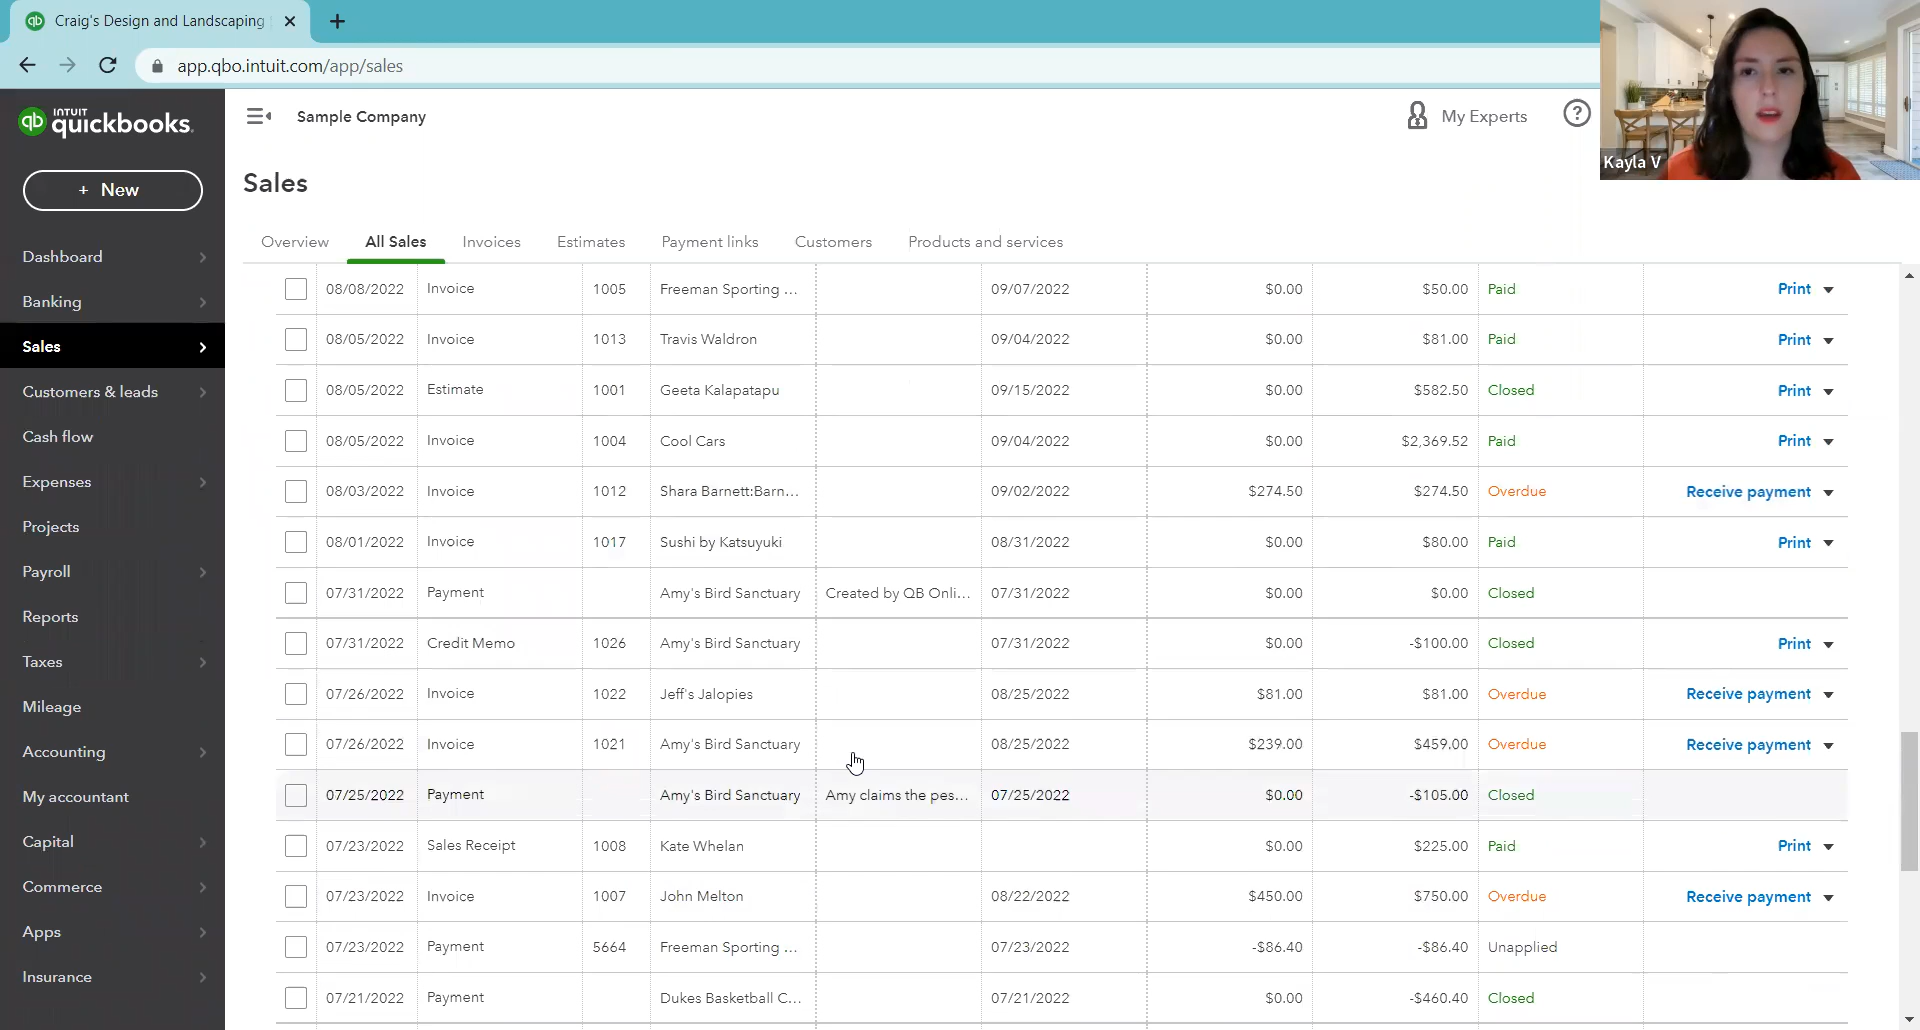 Craig's Design and Landscaping
app.qbo.intuit.com/app/sales
INTUIT
quickbooks.
Sample Company
My Experts
Kayla V
+ New
Dashboard
Banking
Sales
Customers & leads
Cash flow
Expenses
Projects
Payroll
Reports
Taxes
Mileage
Accounting
My accountant
Capital
Commerce
Apps
Insurance
Sales
Overview All Sales Invoices Estimates Payment links Customers Products and services
08/08/2022 Invoice 1005 Freeman Sporting ... 09/07/2022 $0.00 $50.00 Paid Print
08/05/2022 Invoice 1013 Travis Waldron 09/04/2022 $0.00 $81.00 Paid Print
08/05/2022 Estimate 1001 Geeta Kalapatapu 09/15/2022 $0.00 $582.50 Closed Print
08/05/2022 Invoice 1004 Cool Cars 09/04/2022 $0.00 $2,369.52 Paid Print
08/03/2022 Invoice 1012 Shara Barnett:Barn... 09/02/2022 $274.50 $274.50 Overdue Receive payment
08/01/2022 Invoice 1017 Sushi by Katsuyuki 08/31/2022 $0.00 $80.00 Paid Print
07/31/2022 Payment Amy's Bird Sanctuary Created by QB Onli... 07/31/2022 $0.00 $0.00 Closed
07/31/2022 Credit Memo 1026 Amy's Bird Sanctuary 07/31/2022 $0.00 -$100.00 Closed Print
07/26/2022 Invoice 1022 Jeff's Jalopies 08/25/2022 $81.00 $81.00 Overdue Receive payment
07/26/2022 Invoice 1021 Amy's Bird Sanctuary 08/25/2022 $239.00 $459.00 Overdue Receive payment
07/25/2022 Payment Amy's Bird Sanctuary Amy claims the pes... 07/25/2022 $0.00 -$105.00 Closed
07/23/2022 Sales Receipt 1008 Kate Whelan $0.00 $225.00 Paid Print
07/23/2022 Invoice 1007 John Melton 08/22/2022 $450.00 $750.00 Overdue Receive payment
07/23/2022 Payment 5664 Freeman Sporting ... 07/23/2022 -$86.40 -$86.40 Unapplied
07/21/2022 Payment Dukes Basketball C... 07/21/2022 $0.00 -$460.40 Closed